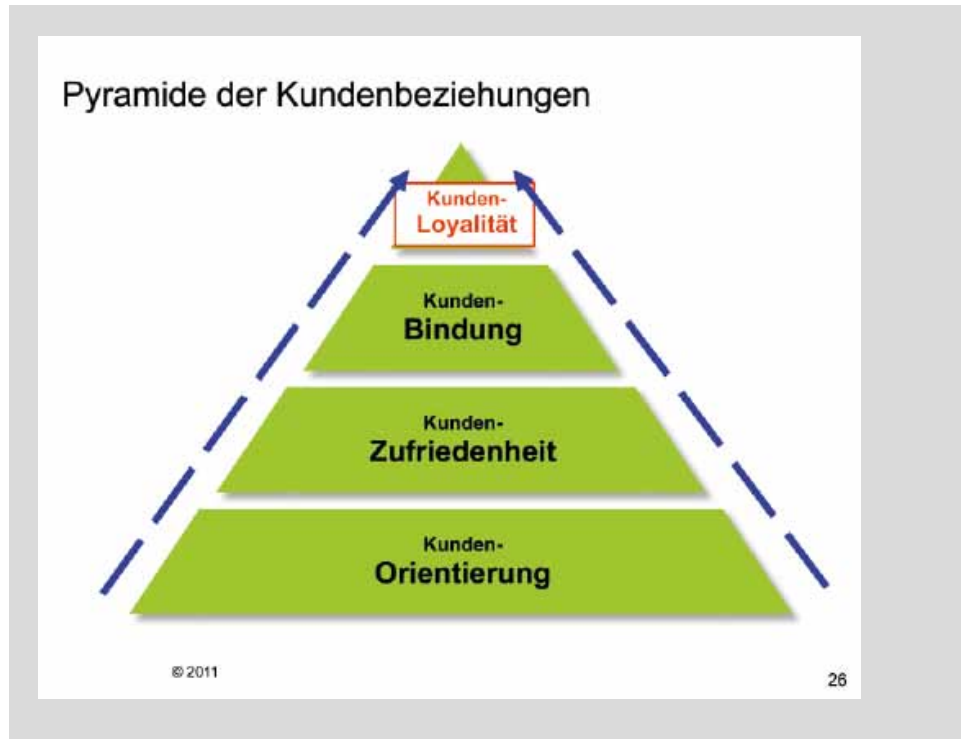 Pyramide der Kundenbeziehungen
Kunden-
Loyalität
Kunden-
Bindung
Kunden-
Zufriedenheit
Kunden-
Orientierung
© 2011
26